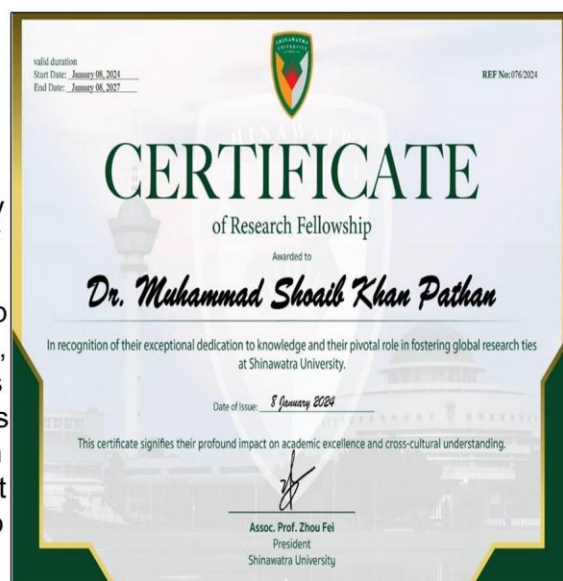 valid duration
Start Date: January 08, 2024
End Date: January 08, 2027
REF No:076/2024
SHINAWATRA
UNIVERSITY
SHINAWATRA
CERTIFICATE
of Research Fellowship
Awarded to
Dr. Muhammad Shoaib Khan Pathan
In recognition of their exceptional dedication to knowledge and their pivotal role in fostering global research ties
at Shinawatra University.
Date of Issue: 8 January 2024
This certificate signifies their profound impact on academic excellence and cross-cultural understanding.
Assoc. Prof. Zhou Fei
President
Shinawatra University